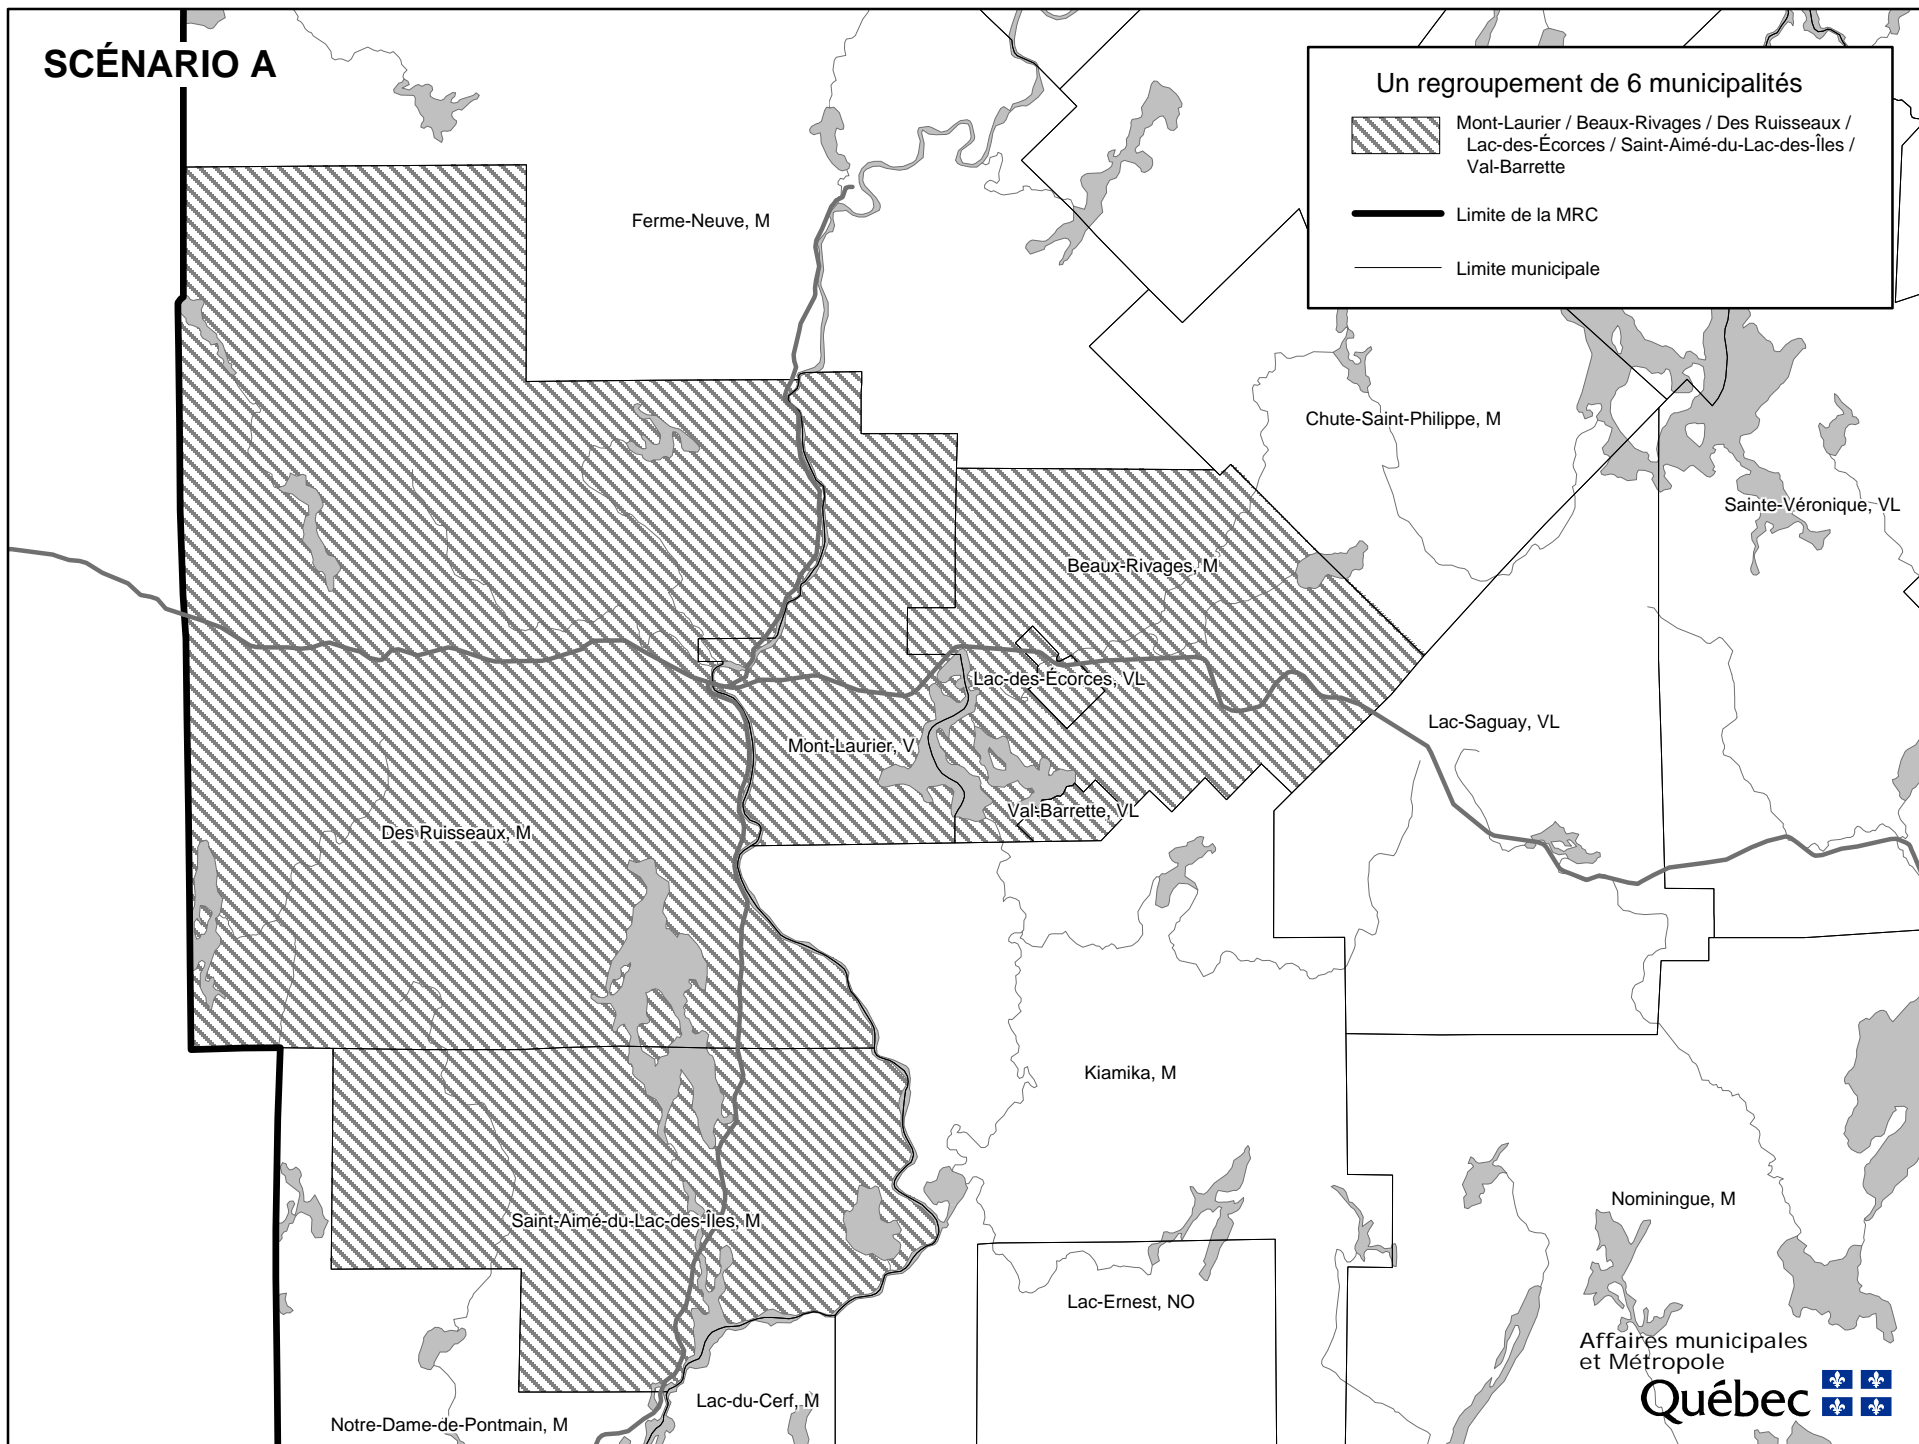 SCÉNARIO A
Un regroupement de 6 municipalités
Mont-Laurier / Beaux-Rivages / Des Ruisseaux /
Lac-des-Écorces / Saint-Aimé-du-Lac-des-Îles /
Val-Barrette
Limite de la MRC
Limite municipale
Ferme-Neuve, M
Chute-Saint-Philippe, M
Sainte-Véronique, VL
Beaux-Rivages, M
Lac-des-Écorces, VL
Lac-Saguay, VL
Mont-Laurier, V
Val-Barrette, VL
Des Ruisseaux, M
Kiamika, M
Nominingue, M
Saint-Aimé-du-Lac-des-Îles, M
Lac-Ernest, NO
Lac-du-Cerf, M
Notre-Dame-de-Pontmain, M
Affaires municipales
et Métropole
Québec